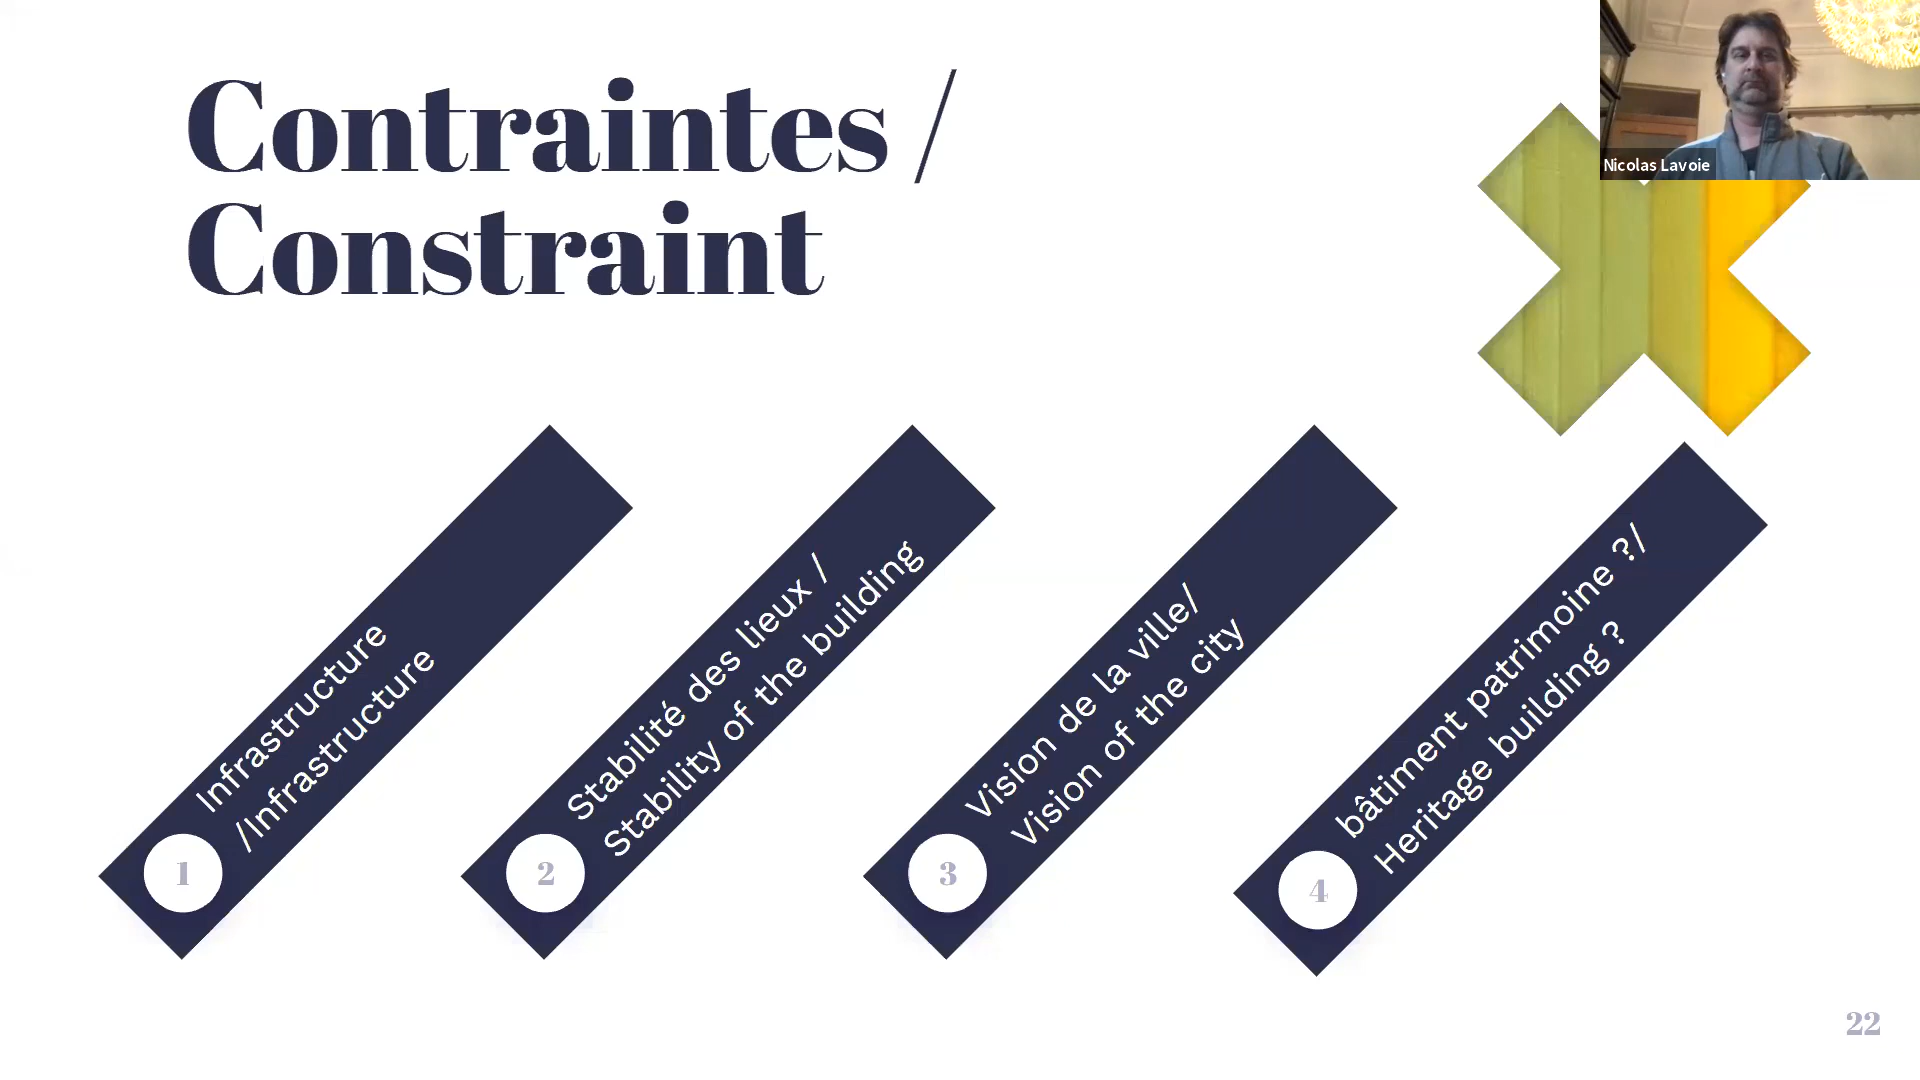 Contraintes /
Constraint
Nicolas Lavoie
Infrastructure
/Infrastructure
1
Stabilité des lieux /
Stability of the building
2
Vision de la ville/
Vision of the city
3
bâtiment patrimoine ?/
Heritage building ?
4
22